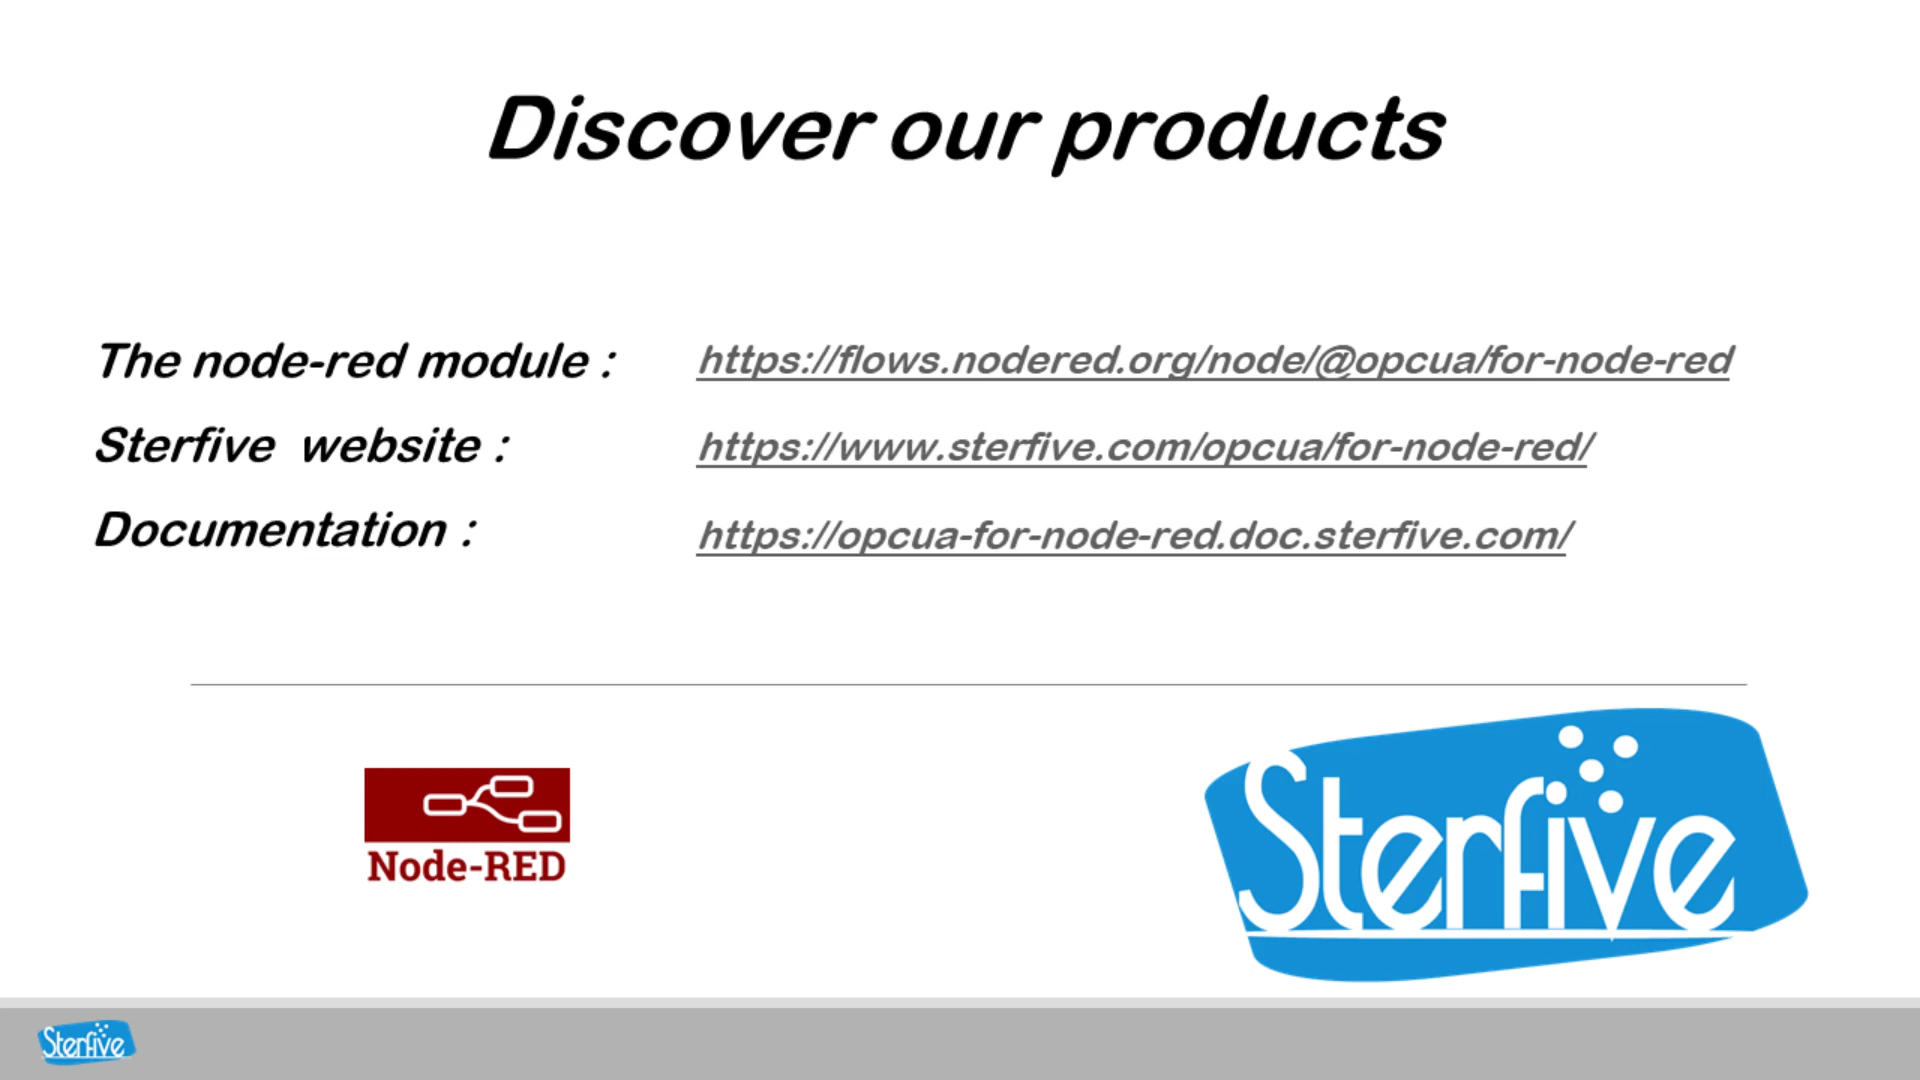 Discover our products
The node-red module : https://flows.nodered.org/node/@opcua/for-node-red
Sterfive website : https://www.sterfive.com/opcua/for-node-red/
Documentation : https://opcua-for-node-red.doc.sterfive.com/
Node-RED
Sterfive
Sterfive